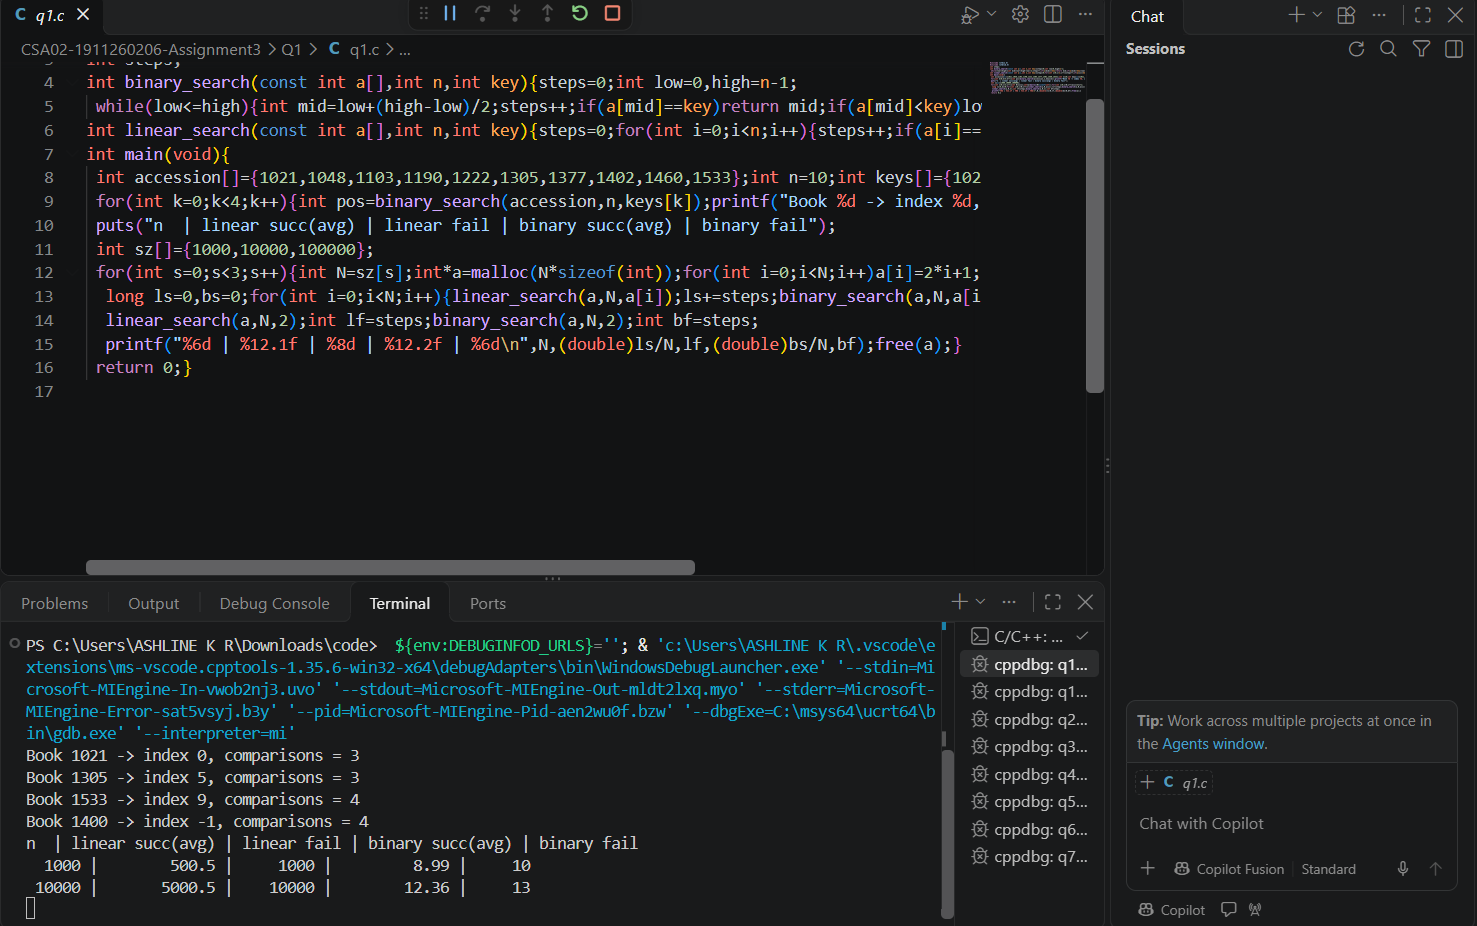 q1.c
CSA02-1911260206-Assignment3 > Q1 > C q1.c > ...
4 int binary_search(const int a[],int n,int key){steps=0;int low=0,high=n-1;
5 while(low<=high){int mid=low+(high-low)/2;steps++;if(a[mid]==key)return mid;if(a[mid]<key)lo
6 int linear_search(const int a[],int n,int key){steps=0;for(int i=0;i<n;i++){steps++;if(a[i]==
7 int main(void){
8 int accession[]={1021,1048,1103,1190,1222,1305,1377,1402,1460,1533};int n=10;int keys[]={102
9 for(int k=0;k<4;k++){int pos=binary_search(accession,n,keys[k]);printf("Book %d -> index %d,
10 puts("n  | linear succ(avg) | linear fail | binary succ(avg) | binary fail");
11 int sz[]={1000,10000,100000};
12 for(int s=0;s<3;s++){int N=sz[s];int*a=malloc(N*sizeof(int));for(int i=0;i<N;i++)a[i]=2*i+1;
13 long ls=0,bs=0;for(int i=0;i<N;i++){linear_search(a,N,a[i]);ls+=steps;binary_search(a,N,a[i
14 linear_search(a,N,2);int lf=steps;binary_search(a,N,2);int bf=steps;
15 printf("%6d | %12.1f | %8d | %12.2f | %6d\n",N,(double)ls/N,lf,(double)bs/N,bf);free(a);}
16 return 0;}
17
Problems Output Debug Console Terminal Ports
PS C:\Users\ASHLINE K R\Downloads\code>  ${env:DEBUGINFOD_URLS}=''; & 'c:\Users\ASHLINE K R\.vscode\e
xtensions\ms-vscode.cpptools-1.35.6-win32-x64\debugAdapters\bin\WindowsDebugLauncher.exe' '--stdin=Mi
crosoft-MIEngine-In-vwob2nj3.uvo' '--stdout=Microsoft-MIEngine-Out-mldt2lxq.myo' '--stderr=Microsoft-
MIEngine-Error-sat5vsyj.b3y' '--pid=Microsoft-MIEngine-Pid-aen2wu0f.bzw' '--dbgExe=C:\msys64\ucrt64\b
in\gdb.exe' '--interpreter=mi'
Book 1021 -> index 0, comparisons = 3
Book 1305 -> index 5, comparisons = 3
Book 1533 -> index 9, comparisons = 4
Book 1400 -> index -1, comparisons = 4
n  | linear succ(avg) | linear fail | binary succ(avg) | binary fail
1000 | 500.5 | 1000 | 8.99 | 10
10000 | 5000.5 | 10000 | 12.36 | 13
C/C++: ...
cppdbg: q1...
cppdbg: q1...
cppdbg: q2...
cppdbg: q3...
cppdbg: q4...
cppdbg: q5...
cppdbg: q6...
cppdbg: q7...
Chat
Sessions
Tip: Work across multiple projects at once in
the Agents window.
C q1.c
Chat with Copilot
Copilot Fusion Standard
Copilot